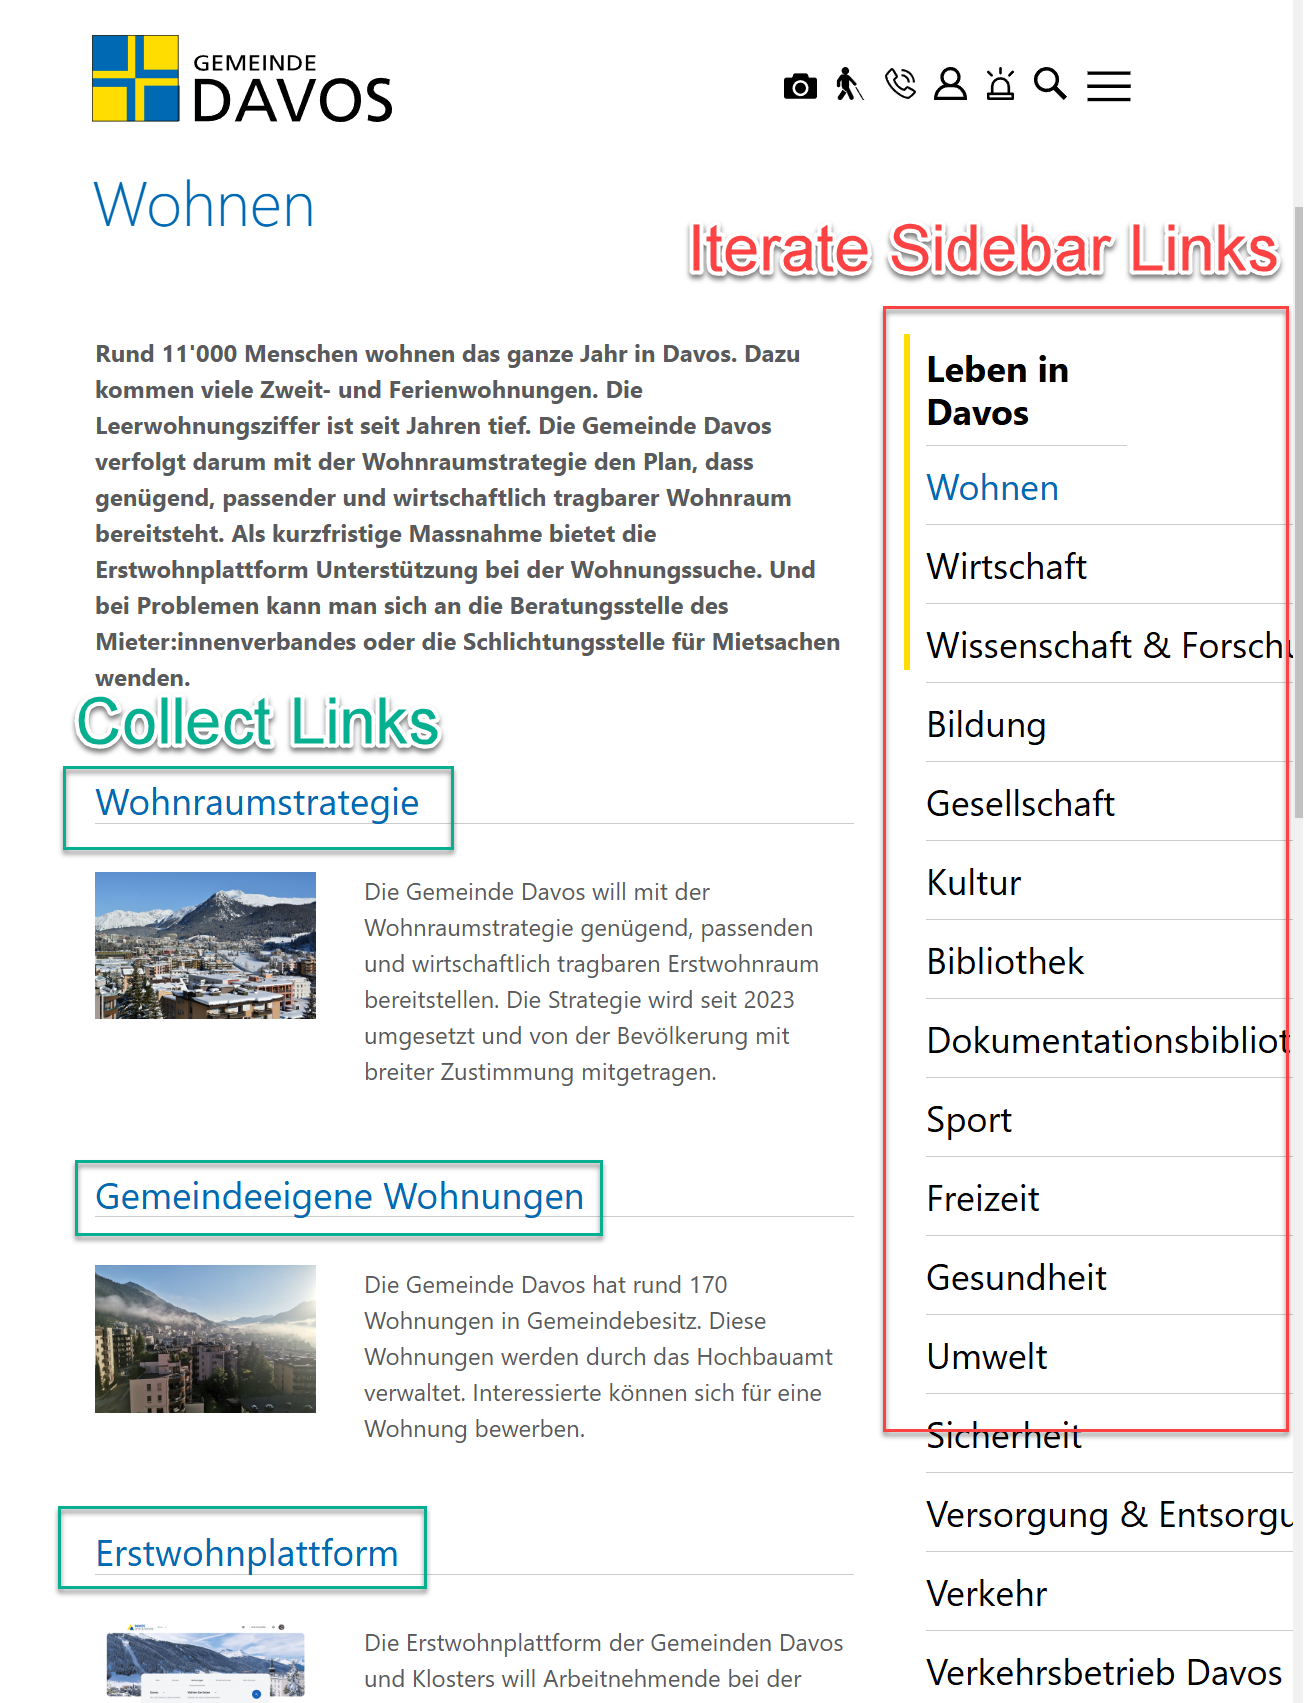 GEMEINDE
DAVOS
Wohnen
Iterate Sidebar Links
Rund 11'000 Menschen wohnen das ganze Jahr in Davos. Dazu
kommen viele Zweit- und Ferienwohnungen. Die
Leerwohnungsziffer ist seit Jahren tief. Die Gemeinde Davos
verfolgt darum mit der Wohnraumstrategie den Plan, dass
genügend, passender und wirtschaftlich tragbarer Wohnraum
bereitsteht. Als kurzfristige Massnahme bietet die
Erstwohnplattform Unterstützung bei der Wohnungssuche. Und
bei Problemen kann man sich an die Beratungsstelle des
Mieter:innenverbandes oder die Schlichtungsstelle für Mietsachen
wenden.
Collect Links
Wohnraumstrategie
Die Gemeinde Davos will mit der
Wohnraumstrategie genügend, passenden
und wirtschaftlich tragbaren Erstwohnraum
bereitstellen. Die Strategie wird seit 2023
umgesetzt und von der Bevölkerung mit
breiter Zustimmung mitgetragen.
Gemeindeeigene Wohnungen
Die Gemeinde Davos hat rund 170
Wohnungen in Gemeindebesitz. Diese
Wohnungen werden durch das Hochbauamt
verwaltet. Interessierte können sich für eine
Wohnung bewerben.
Erstwohnplattform
Die Erstwohnplattform der Gemeinden Davos
und Klosters will Arbeitnehmende bei der
Leben in
Davos
Wohnen
Wirtschaft
Wissenschaft & Forschu
Bildung
Gesellschaft
Kultur
Bibliothek
Dokumentationsbibliot
Sport
Freizeit
Gesundheit
Umwelt
Sicherheit
Versorgung & Entsorgu
Verkehr
Verkehrsbetrieb Davos